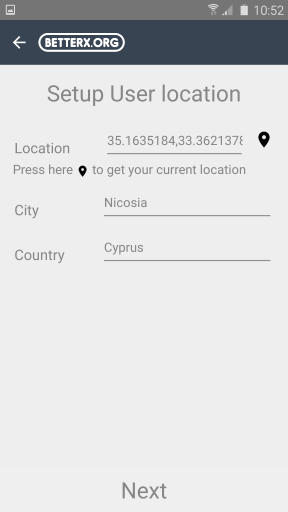 10:52
BETTERX.ORG
Setup User location
Location 35.1635184,33.3621378
Press here to get your current location
City Nicosia
Country Cyprus
Next